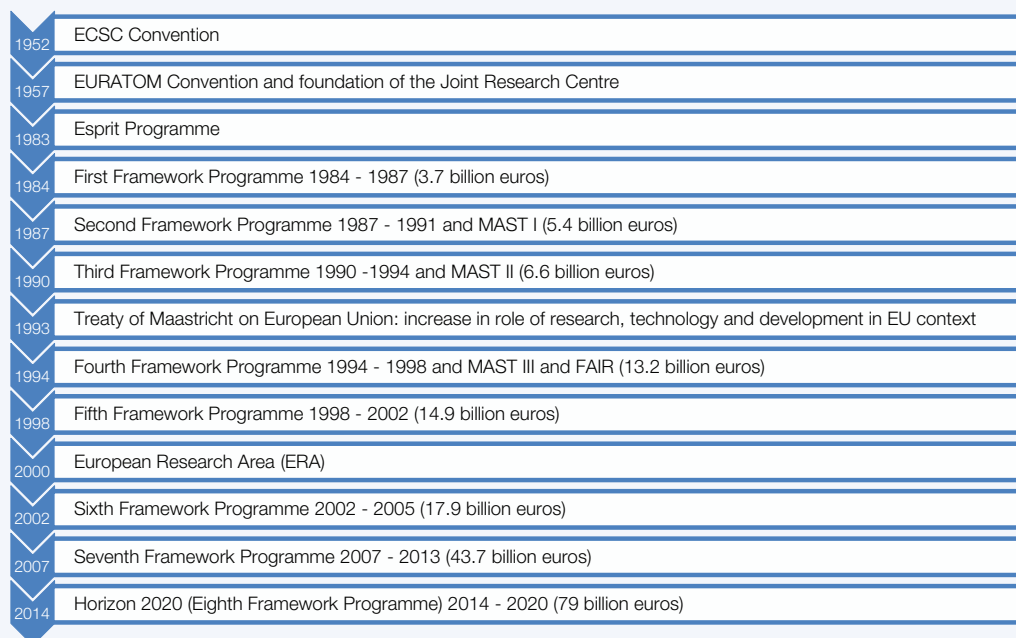 1952
ECSC Convention
1957
EURATOM Convention and foundation of the Joint Research Centre
1983
Esprit Programme
1984
First Framework Programme 1984 - 1987 (3.7 billion euros)
1987
Second Framework Programme 1987 - 1991 and MAST I (5.4 billion euros)
1990
Third Framework Programme 1990 -1994 and MAST II (6.6 billion euros)
1993
Treaty of Maastricht on European Union: increase in role of research, technology and development in EU context
1994
Fourth Framework Programme 1994 - 1998 and MAST III and FAIR (13.2 billion euros)
1998
Fifth Framework Programme 1998 - 2002 (14.9 billion euros)
2000
European Research Area (ERA)
2002
Sixth Framework Programme 2002 - 2005 (17.9 billion euros)
2007
Seventh Framework Programme 2007 - 2013 (43.7 billion euros)
2014
Horizon 2020 (Eighth Framework Programme) 2014 - 2020 (79 billion euros)